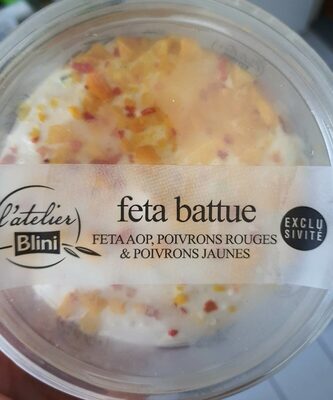 l'atelier
Blini
feta battue
FETA AOP, POIVRONS ROUGES
& POIVRONS JAUNES
EXCLU
SIVITÉ